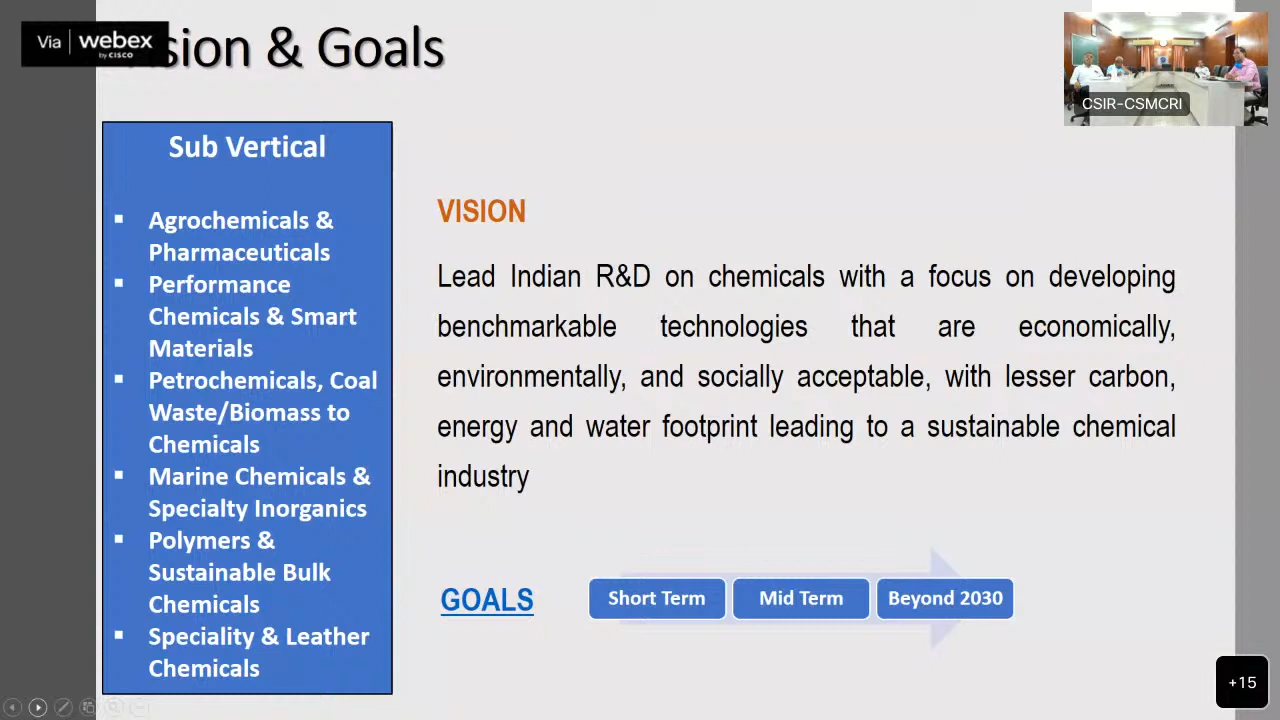 Via webex
by CISCO
sion & Goals
CSIR-CSMCRI
Sub Vertical
Agrochemicals &
Pharmaceuticals
Performance
Chemicals & Smart
Materials
Petrochemicals, Coal
Waste/Biomass to
Chemicals
Marine Chemicals &
Specialty Inorganics
Polymers &
Sustainable Bulk
Chemicals
Speciality & Leather
Chemicals
VISION
Lead Indian R&D on chemicals with a focus on developing
benchmarkable technologies that are economically,
environmentally, and socially acceptable, with lesser carbon,
energy and water footprint leading to a sustainable chemical
industry
GOALS
Short Term
Mid Term
Beyond 2030
+15